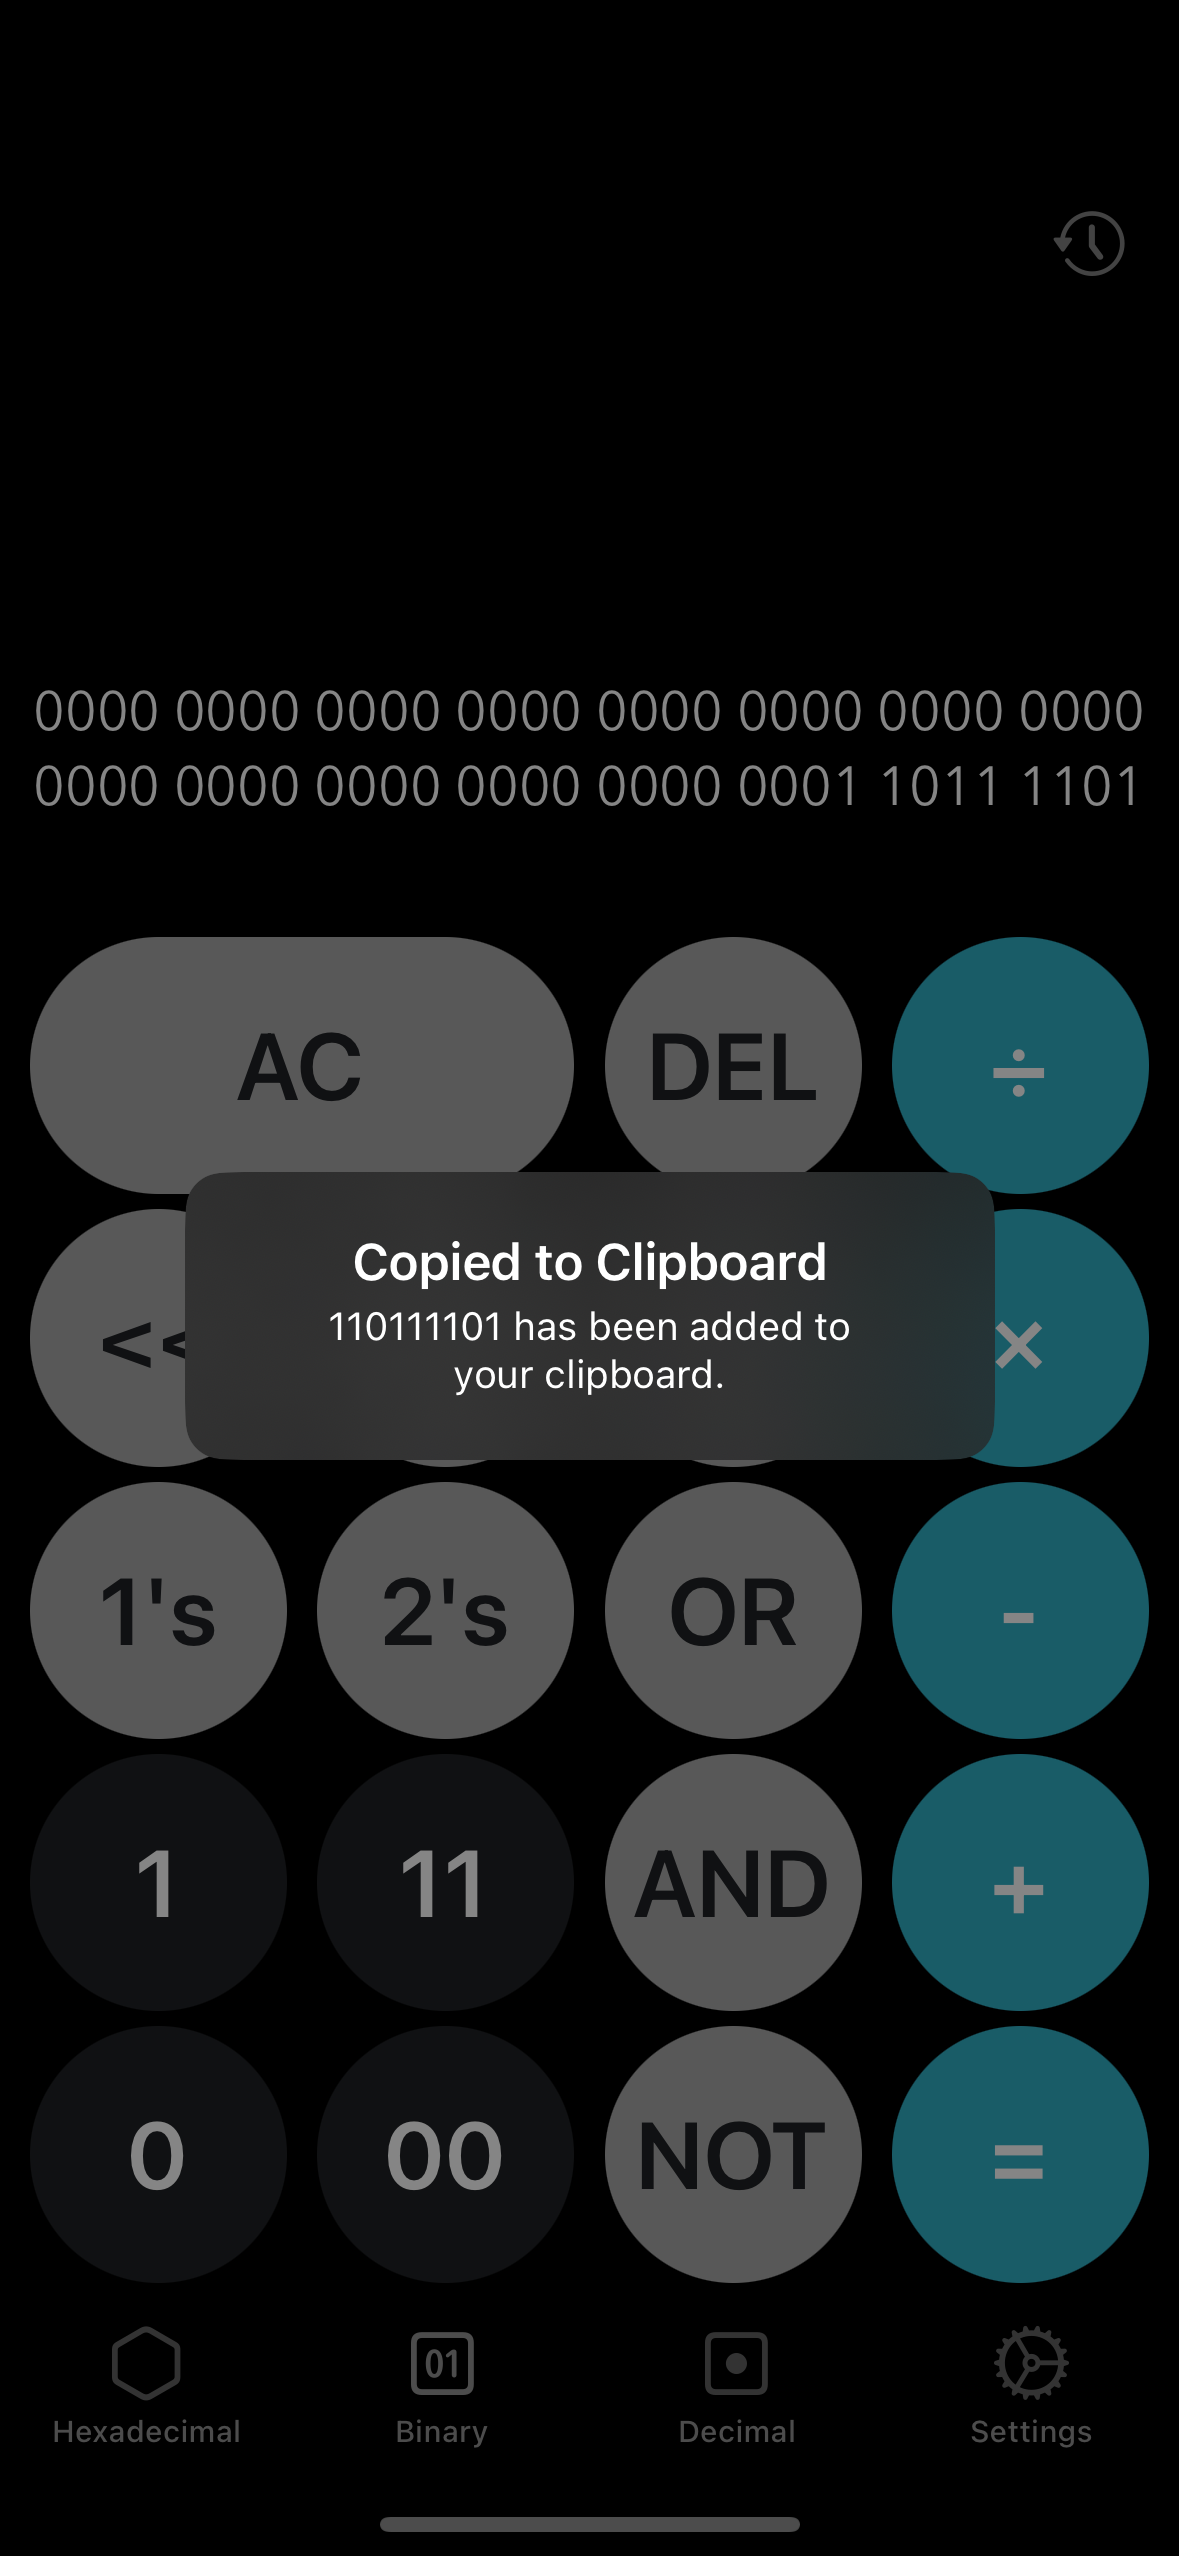 0000 0000 0000 0000 0000 0000 0000 0000
0000 0000 0000 0000 0000 0001 1011 1101
AC DEL ÷
Copied to Clipboard
110111101 has been added to
your clipboard.
<< ×
1's 2's OR -
1 11 AND +
0 00 NOT =
01
Hexadecimal Binary Decimal Settings